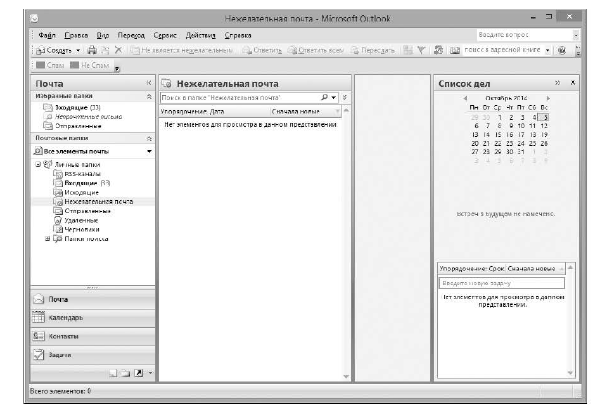 Нежелательная почта - Microsoft Outlook
Файл Правка Вид Переход Сервис Действия Справка
Введите вопрос
Создать Не является нежелательным Ответить Ответить всем Переслать поиск в адресной книге
Спам Не Спам
Почта
Избранные папки
Входящие (33)
Непрочтенные письма
Отправленные
Почтовые папки
Все элементы почты
Личные папки
RSS-каналы
Входящие (33)
Исходящие
Нежелательная почта
Отправленные
Удаленные
Черновики
Папки поиска
Почта
Календарь
Контакты
Задачи
Нежелательная почта
Поиск в папке "Нежелательная почта"
Упорядочение: Дата Сначала новые
Нет элементов для просмотра в данном представлении
Список дел
Октябрь 2014
Пн Вт Ср Чт Пт Сб Вс
29 30 1 2 3 4 5
6 7 8 9 10 11 12
13 14 15 16 17 18 19
20 21 22 23 24 25 26
27 28 29 30 31 1 2
3 4 5 6 7 8 9
Встреч в будущем не намечено.
Упорядочение: Срок Сначала новые
Введите новую задачу
Нет элементов для просмотра в данном
представлении.
Всего элементов: 0